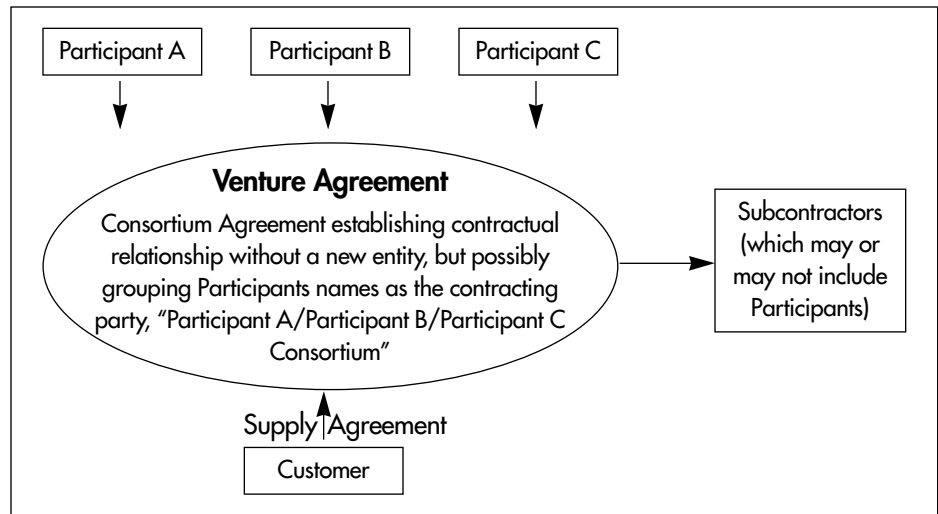 Participant A
Participant B
Participant C
Venture Agreement
Consortium Agreement establishing contractual
relationship without a new entity, but possibly
grouping Participants names as the contracting
party, “Participant A/Participant B/Participant C
Consortium”
Subcontractors
(which may or
may not include
Participants)
Supply Agreement
Customer